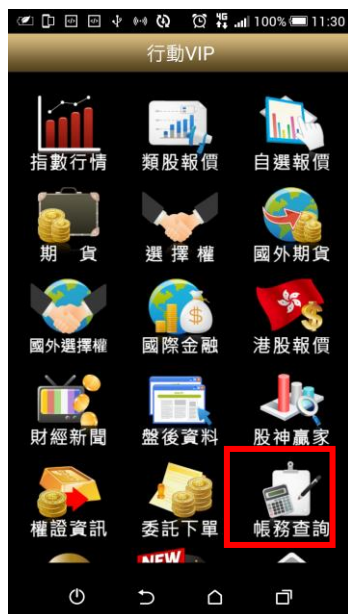 4G 100% 11:30
行動VIP
指數行情 類股報價 自選報價
期 貨 選 擇 權 國外期貨
國外選擇權 國際金融 港股報價
財經新聞 盤後資料 股神贏家
權證資訊 委託下單 帳務查詢
NEW